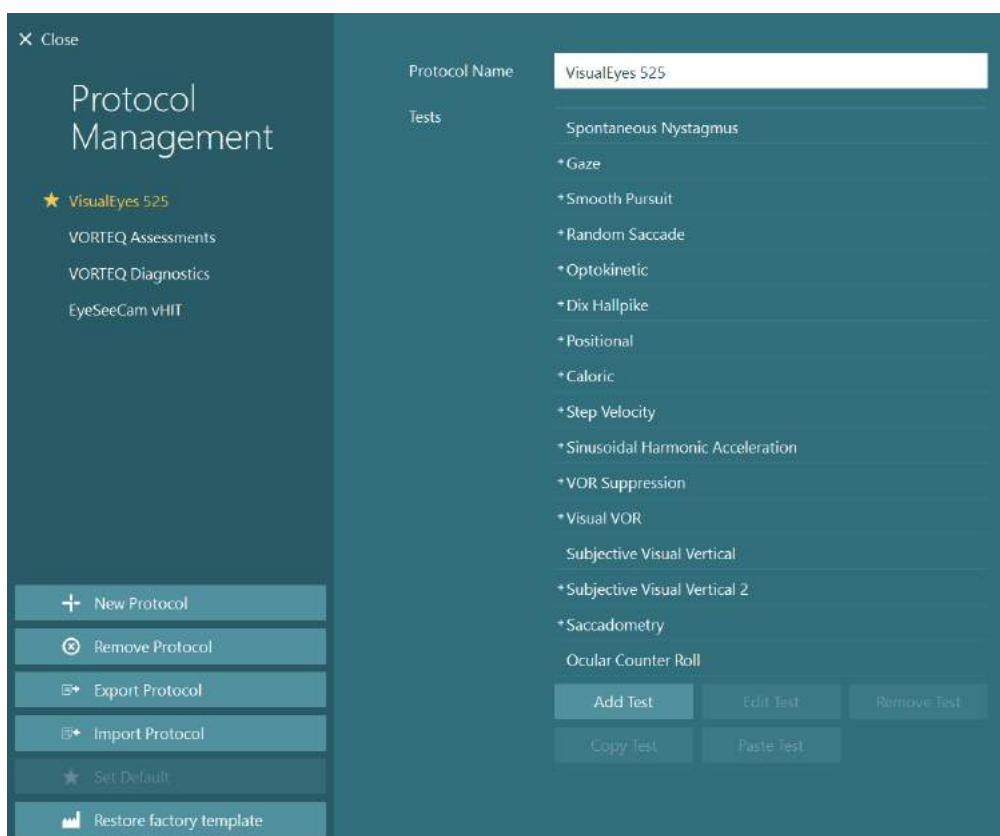 Close
Protocol
Management
VisualEyes 525
VORTEQ Assessments
VORTEQ Diagnostics
EyeSeeCam vHIT
New Protocol
Remove Protocol
Export Protocol
Import Protocol
Set Default
Restore factory template
Protocol Name
VisualEyes 525
Tests
Spontaneous Nystagmus
+Gaze
+Smooth Pursuit
+Random Saccade
+Optokinetic
+Dix Hallpike
+Positional
+Caloric
+Step Velocity
+Sinusoidal Harmonic Acceleration
+VOR Suppression
+Visual VOR
Subjective Visual Vertical
+Subjective Visual Vertical 2
+Saccadometry
Ocular Counter Roll
Add Test Edit Test Remove Test
Copy Test Paste Test